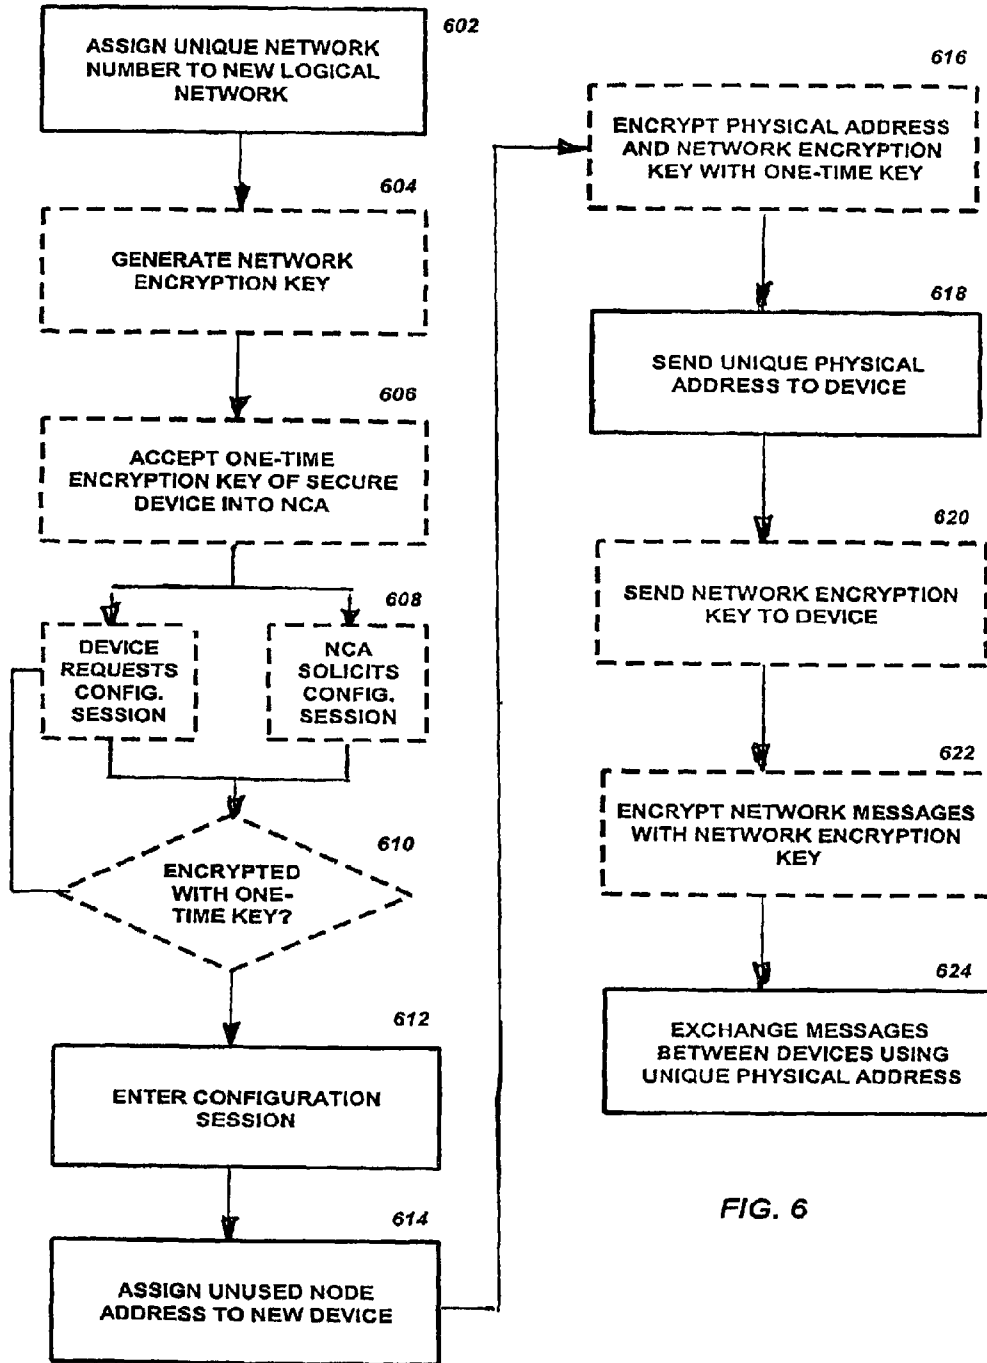 602
ASSIGN UNIQUE NETWORK
NUMBER TO NEW LOGICAL
NETWORK
604
GENERATE NETWORK
ENCRYPTION KEY
606
ACCEPT ONE-TIME
ENCRYPTION KEY OF SECURE
DEVICE INTO NCA
608
DEVICE
REQUESTS
CONFIG.
SESSION
NCA
SOLICITS
CONFIG.
SESSION
610
ENCRYPTED
WITH ONE-
TIME KEY?
612
ENTER CONFIGURATION
SESSION
614
ASSIGN UNUSED NODE
ADDRESS TO NEW DEVICE
616
ENCRYPT PHYSICAL ADDRESS
AND NETWORK ENCRYPTION
KEY WITH ONE-TIME KEY
618
SEND UNIQUE PHYSICAL
ADDRESS TO DEVICE
620
SEND NETWORK ENCRYPTION
KEY TO DEVICE
622
ENCRYPT NETWORK MESSAGES
WITH NETWORK ENCRYPTION
KEY
624
EXCHANGE MESSAGES
BETWEEN DEVICES USING
UNIQUE PHYSICAL ADDRESS
FIG. 6